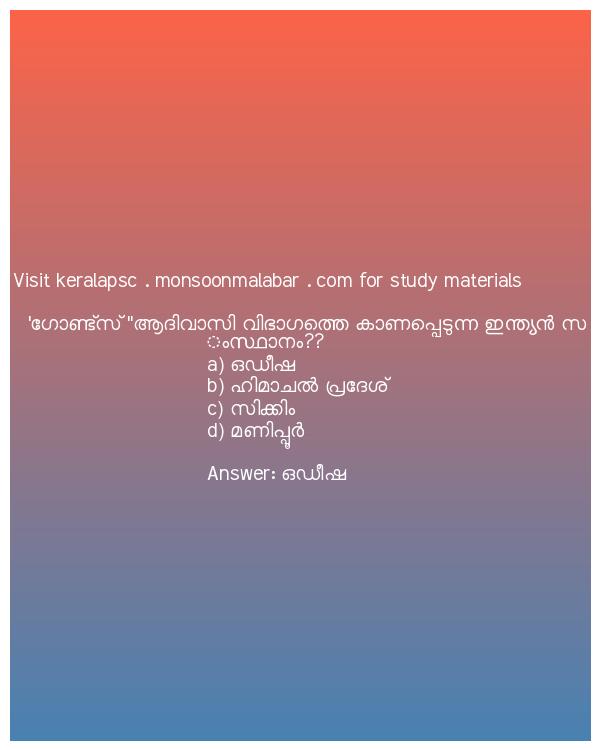 Visit keralapsc . monsoonmalabar . com for study materials
'ഗോണ്ട്സ് "ആദിവാസി വിഭാഗത്തെ കാണപ്പെടുന്ന ഇന്ത്യൻ സ
ംസ്ഥാനം??
a) ഒഡീഷ
b) ഹിമാചൽ പ്രദേശ്
c) സിക്കിം
d) മണിപ്പൂർ
Answer: ഒഡീഷ